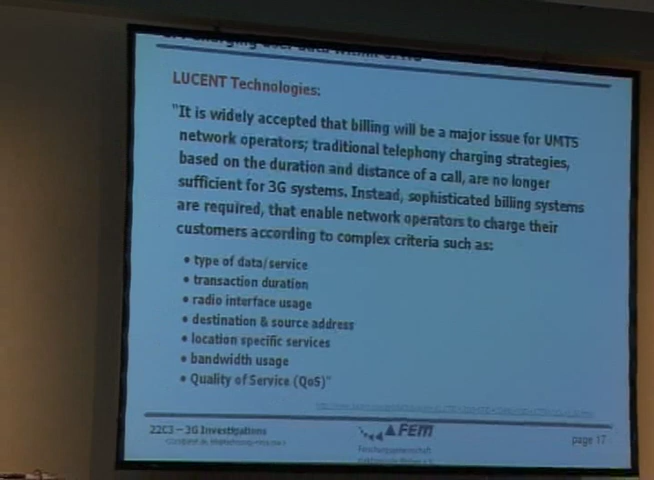 LUCENT Technologies:
"It is widely accepted that billing will be a major issue for UMTS
network operators; traditional telephony charging strategies,
based on the duration and distance of a call, are no longer
sufficient for 3G systems. Instead, sophisticated billing systems
are required, that enable network operators to charge their
customers according to complex criteria such as:
• type of data/service
• transaction duration
• radio interface usage
• destination & source address
• location specific services
• bandwidth usage
• Quality of Service (QoS)"
22C3 – 3G Investigations
FEM
Forschungsgemeinschaft
page 17